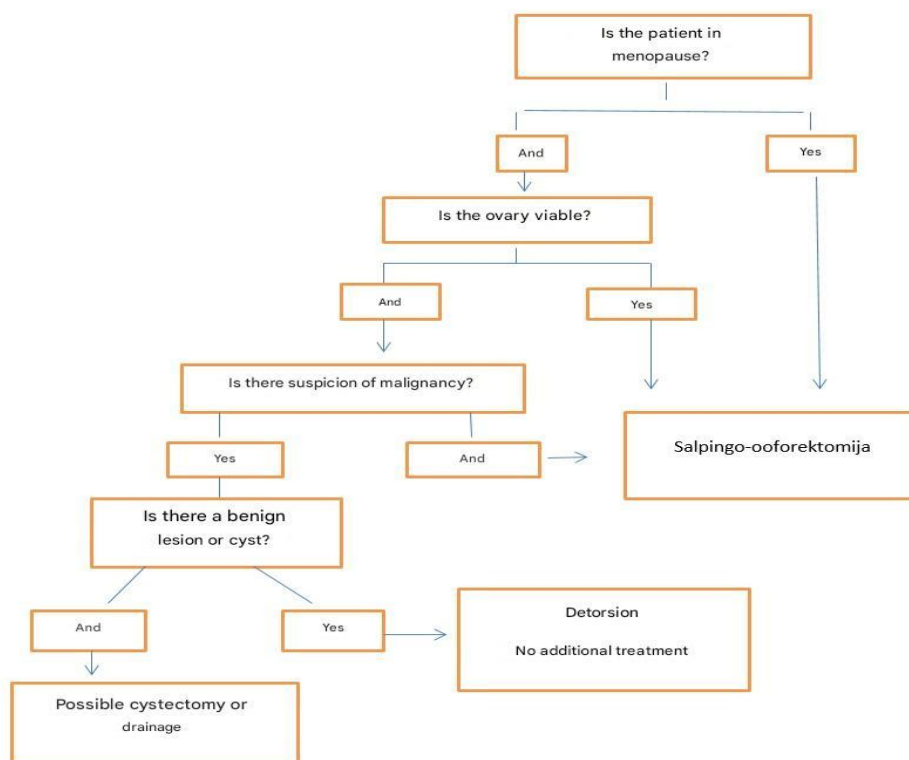 Is the patient in
menopause?
And
Yes
Is the ovary viable?
And
Yes
Is there suspicion of malignancy?
Yes
And
Salpingo-ooforektomija
Is there a benign
lesion or cyst?
And
Yes
Detorsion
No additional treatment
Possible cystectomy or
drainage